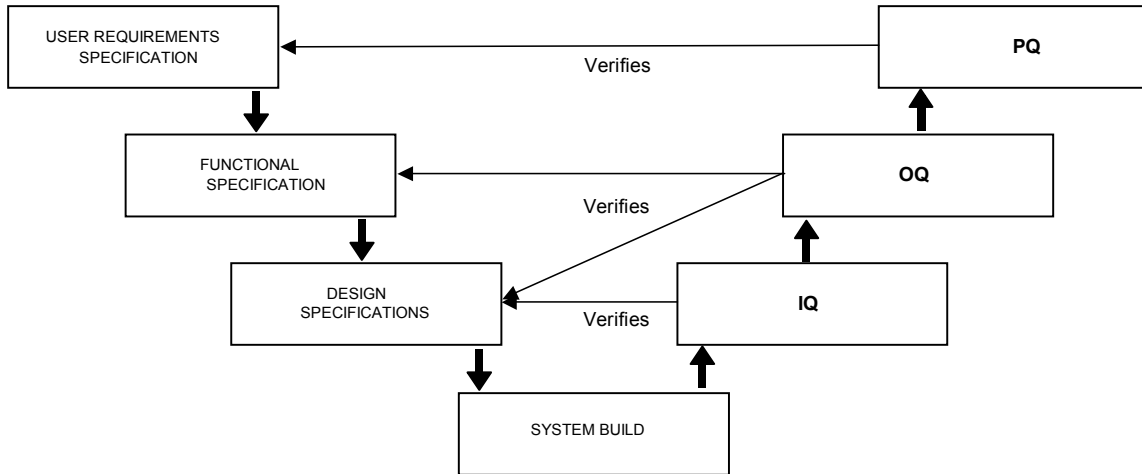 USER REQUIREMENTS
SPECIFICATION
Verifies
PQ
FUNCTIONAL
SPECIFICATION
Verifies
OQ
DESIGN
SPECIFICATIONS
Verifies
IQ
SYSTEM BUILD